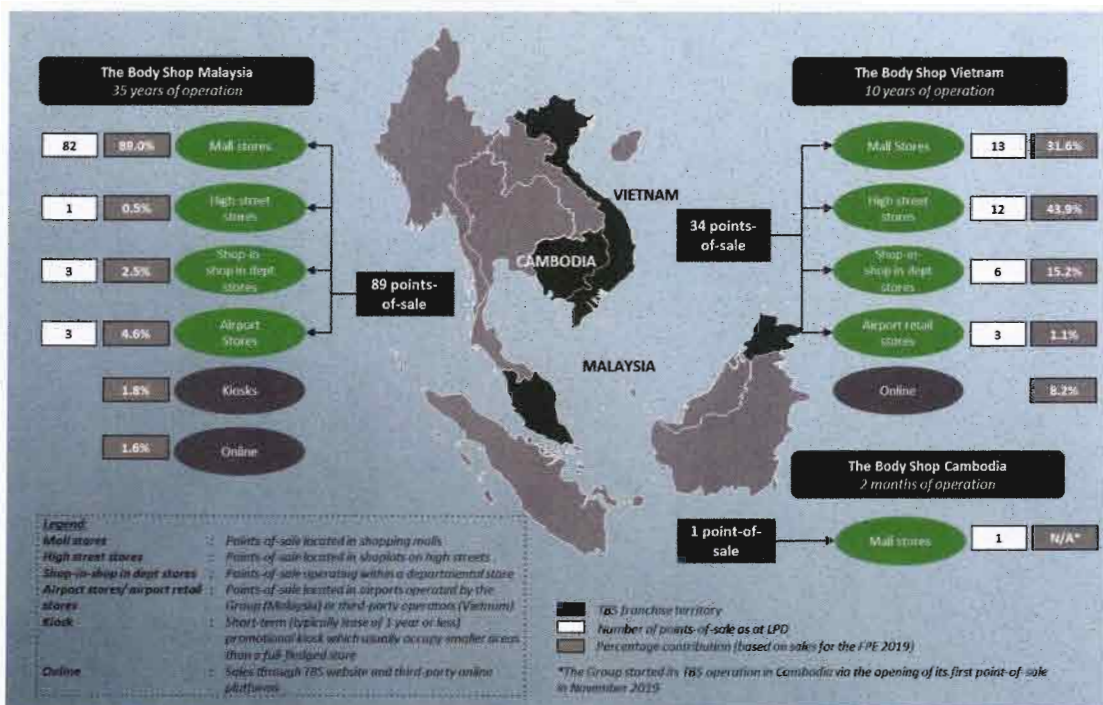 The Body Shop Malaysia
35 years of operation
82 89.0% Mall stores
1 0.5% High street
stores
3 2.5% Shop-in
shop in dept
stores
3 4.6% Airport
Stores
1.8% Kiosks
1.6% Online
89 points-
of-sale
VIETNAM
CAMBODIA
MALAYSIA
The Body Shop Vietnam
10 years of operation
34 points-
of-sale
Mall Stores 13 31.6%
High street
stores 12 43.9%
Shop-in-
shop in dept
stores 6 15.2%
Airport retail
stores 3 1.1%
Online 8.2%
The Body Shop Cambodia
2 months of operation
1 point-of-
sale
Mall stores 1 N/A*
Legend:
Mall stores : Points-of-sale located in shopping malls
High street stores : Points-of-sale located in shoplots on high streets
Shop-in-shop in dept stores : Points-of-sale operating within a departmental store
Airport stores/ airport retail : Points-of-sale located in airports operated by the
stores Group (Malaysia) or third-party operators (Vietnam)
Kiosk : Short-term (typically lease of 1 year or less)
promotional kiosk which usually occupy smaller areas
than a full-fledged store
Online : Sales through TBS website and third-party online
platforms
TBS franchise territory
Number of points-of-sale as at LPD
Percentage contribution (based on sales for the FPE 2019)
*The Group started its TBS operation in Cambodia via the opening of its first point-of-sale
in November 2019